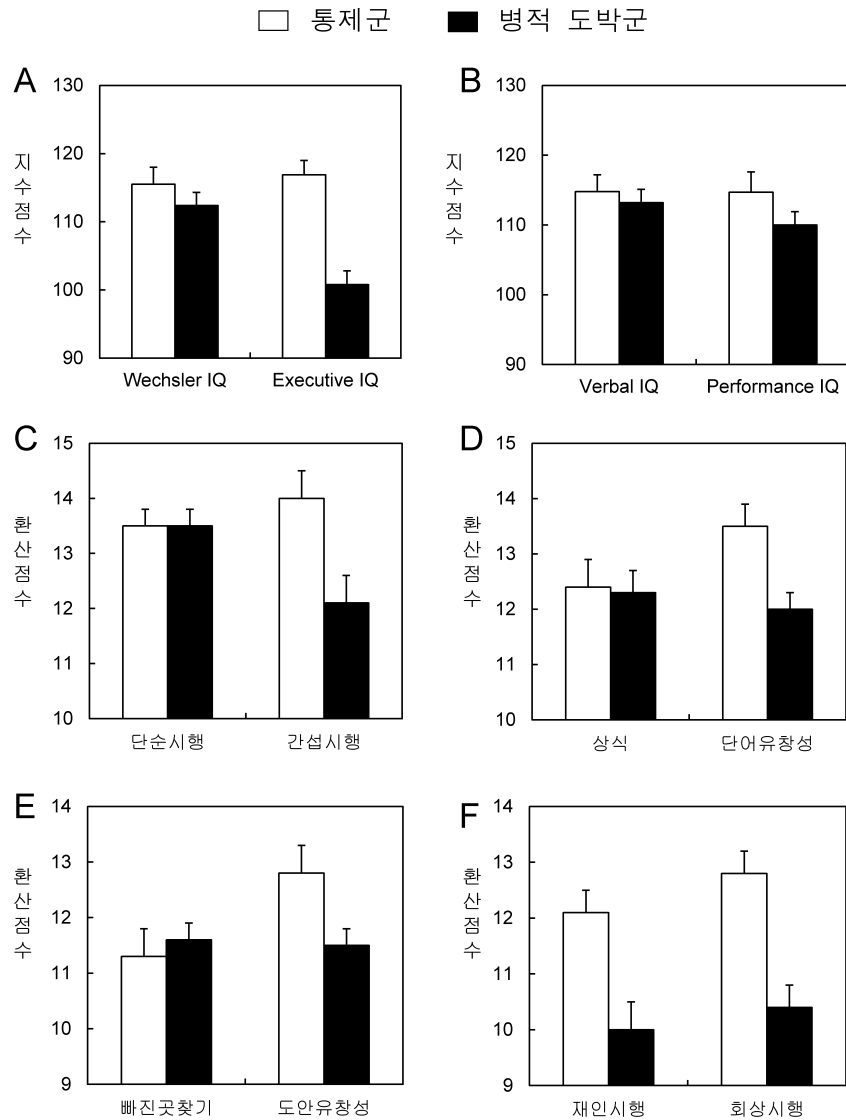 통제군 병적 도박군
A
130
120
110
100
90
지수점수
Wechsler IQ Executive IQ
B
130
120
110
100
90
지수점수
Verbal IQ Performance IQ
C
15
14
13
12
11
10
환산점수
단순시행 간섭시행
D
15
14
13
12
11
10
환산점수
상식 단어유창성
E
14
13
12
11
10
9
환산점수
빠진곳찾기 도안유창성
F
14
13
12
11
10
9
환산점수
재인시행 회상시행